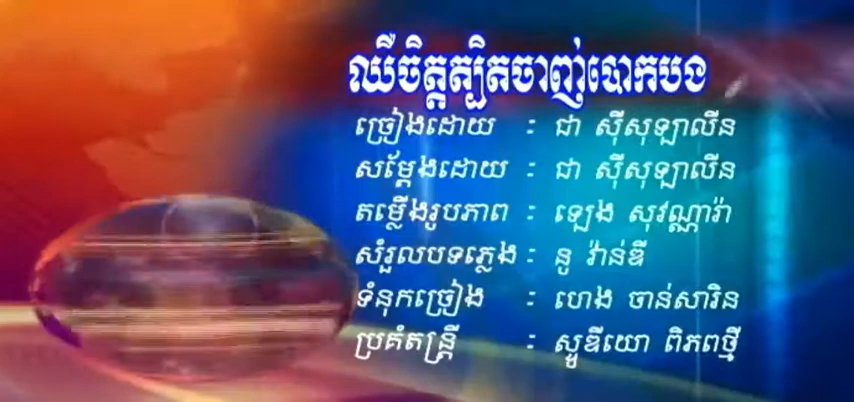 ឈឺចិត្តត្បិតចាញ់បោកបង
ច្រៀងដោយ : ជា ស៊ីសុឡាលីន
សម្តែងដោយ : ជា ស៊ីសុឡាលីន
តម្លើងរូបភាព : ឡេង សុវណ្ណារ៉ា
សំរួលបទភ្លេង : នូ វ៉ាន់ឌី
ទំនុកច្រៀង : ហេង ចាន់សារិន
ប្រគំតន្ត្រី : ស្ទូឌីយោ ពិភពថ្មី